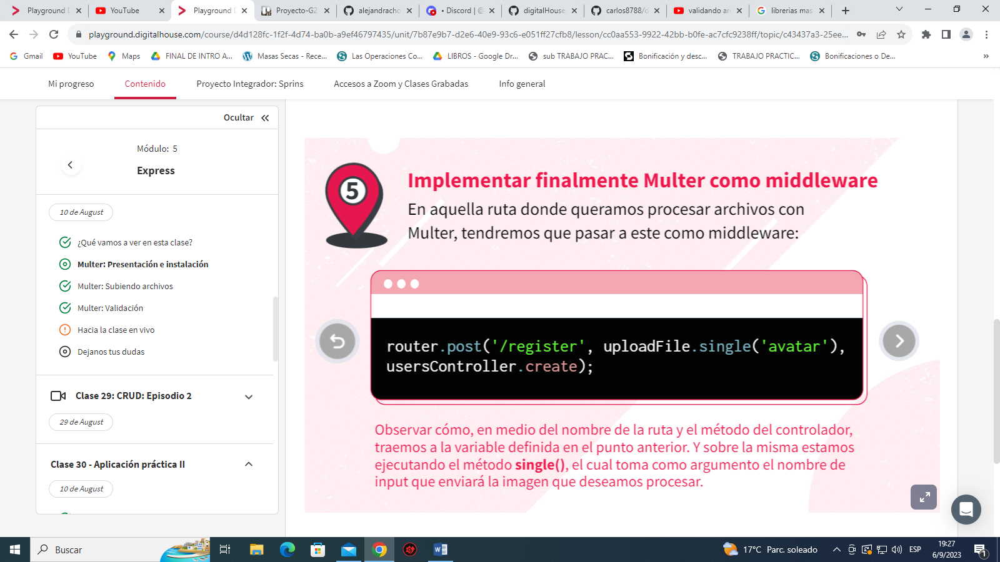 Playground D
YouTube
Playground D
Proyecto-G2
alejandracho
• Discord | @
digitalHouse
carlos8788/d
validando ar
librerias mas
playground.digitalhouse.com/course/d4d128fc-1f2f-4d74-ba0b-a9ef46797435/unit/7b87e9b7-d2e6-40e9-93c6-e051ff27cfb8/lesson/cc0aa553-9922-42bb-b0fe-ac7cfc9238ff/topic/c43437a3-25ee...
Gmail
YouTube
Maps
FINAL DE INTRO A...
Masas Secas - Rece...
Las Operaciones Co...
LIBROS - Google Dr...
sub TRABAJO PRAC...
Bonificación y desc...
TRABAJO PRACTIC...
Bonificaciones o De...
»
Mi progreso
Contenido
Proyecto Integrador: Sprins
Accesos a Zoom y Clases Grabadas
Info general
Ocultar
Módulo: 5
Express
10 de August
¿Qué vamos a ver en esta clase?
Multer: Presentación e instalación
Multer: Subiendo archivos
Multer: Validación
Hacia la clase en vivo
Dejanos tus dudas
Clase 29: CRUD: Episodio 2
29 de August
Clase 30 - Aplicación práctica II
10 de August
5
Implementar finalmente Multer como middleware
En aquella ruta donde queramos procesar archivos con
Multer, tendremos que pasar a este como middleware:
router.post('/register', uploadFile.single('avatar'),
usersController.create);
Observar cómo, en medio del nombre de la ruta y el método del controlador,
traemos a la variable definida en el punto anterior. Y sobre la misma estamos
ejecutando el método single(), el cual toma como argumento el nombre de
input que enviará la imagen que deseamos procesar.
Buscar
17°C Parc. soleado
ESP
19:27
6/9/2023
1